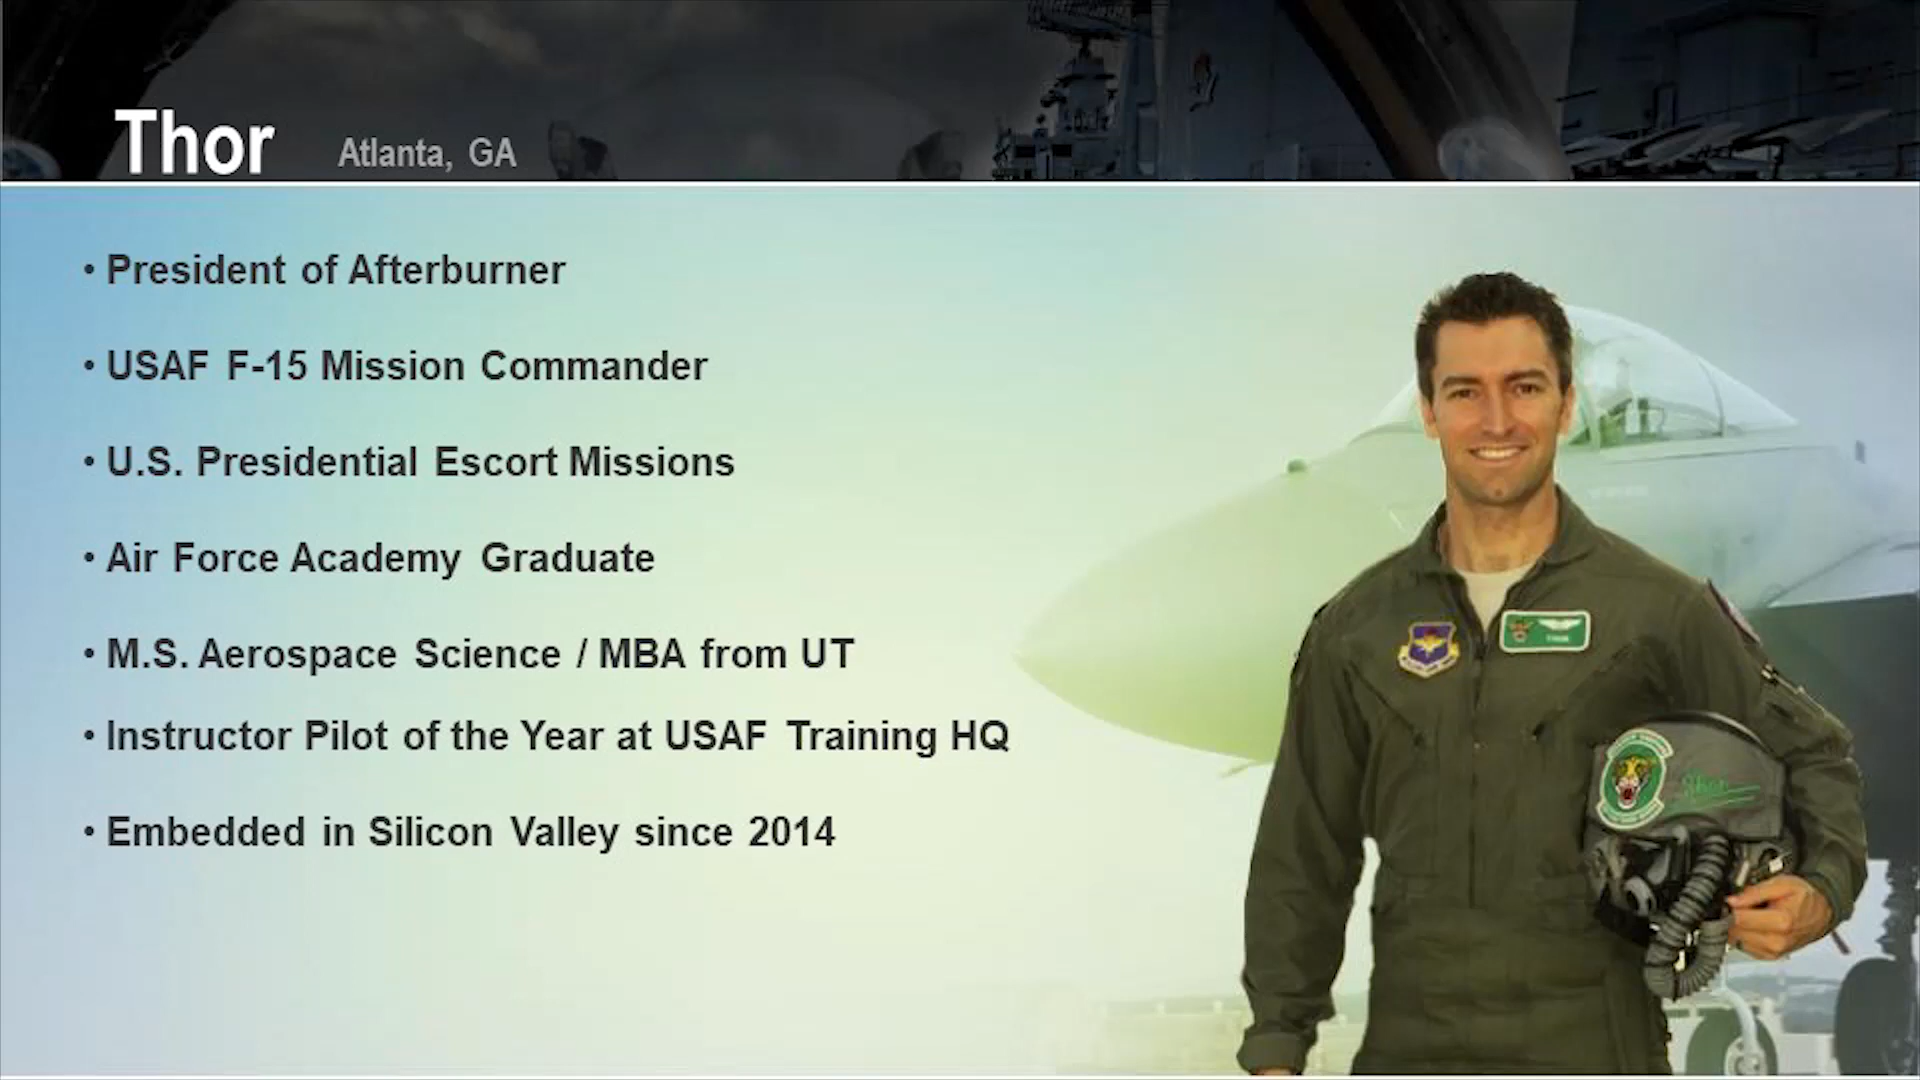 Thor Atlanta, GA
• President of Afterburner
• USAF F-15 Mission Commander
• U.S. Presidential Escort Missions
• Air Force Academy Graduate
• M.S. Aerospace Science / MBA from UT
• Instructor Pilot of the Year at USAF Training HQ
• Embedded in Silicon Valley since 2014
Thor